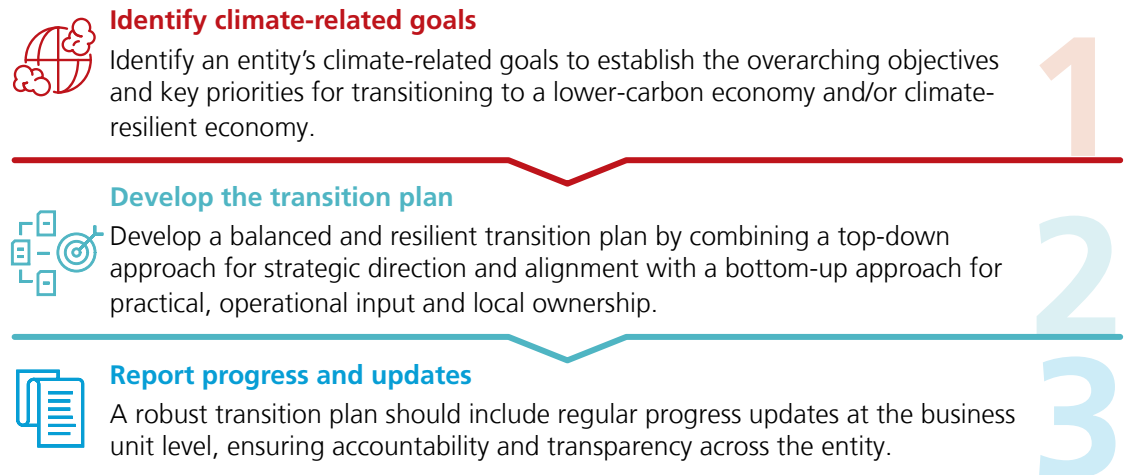 Identify climate-related goals
Identify an entity's climate-related goals to establish the overarching objectives
and key priorities for transitioning to a lower-carbon economy and/or climate-
resilient economy.
1
Develop the transition plan
Develop a balanced and resilient transition plan by combining a top-down
approach for strategic direction and alignment with a bottom-up approach for
practical, operational input and local ownership.
2
Report progress and updates
A robust transition plan should include regular progress updates at the business
unit level, ensuring accountability and transparency across the entity.
3